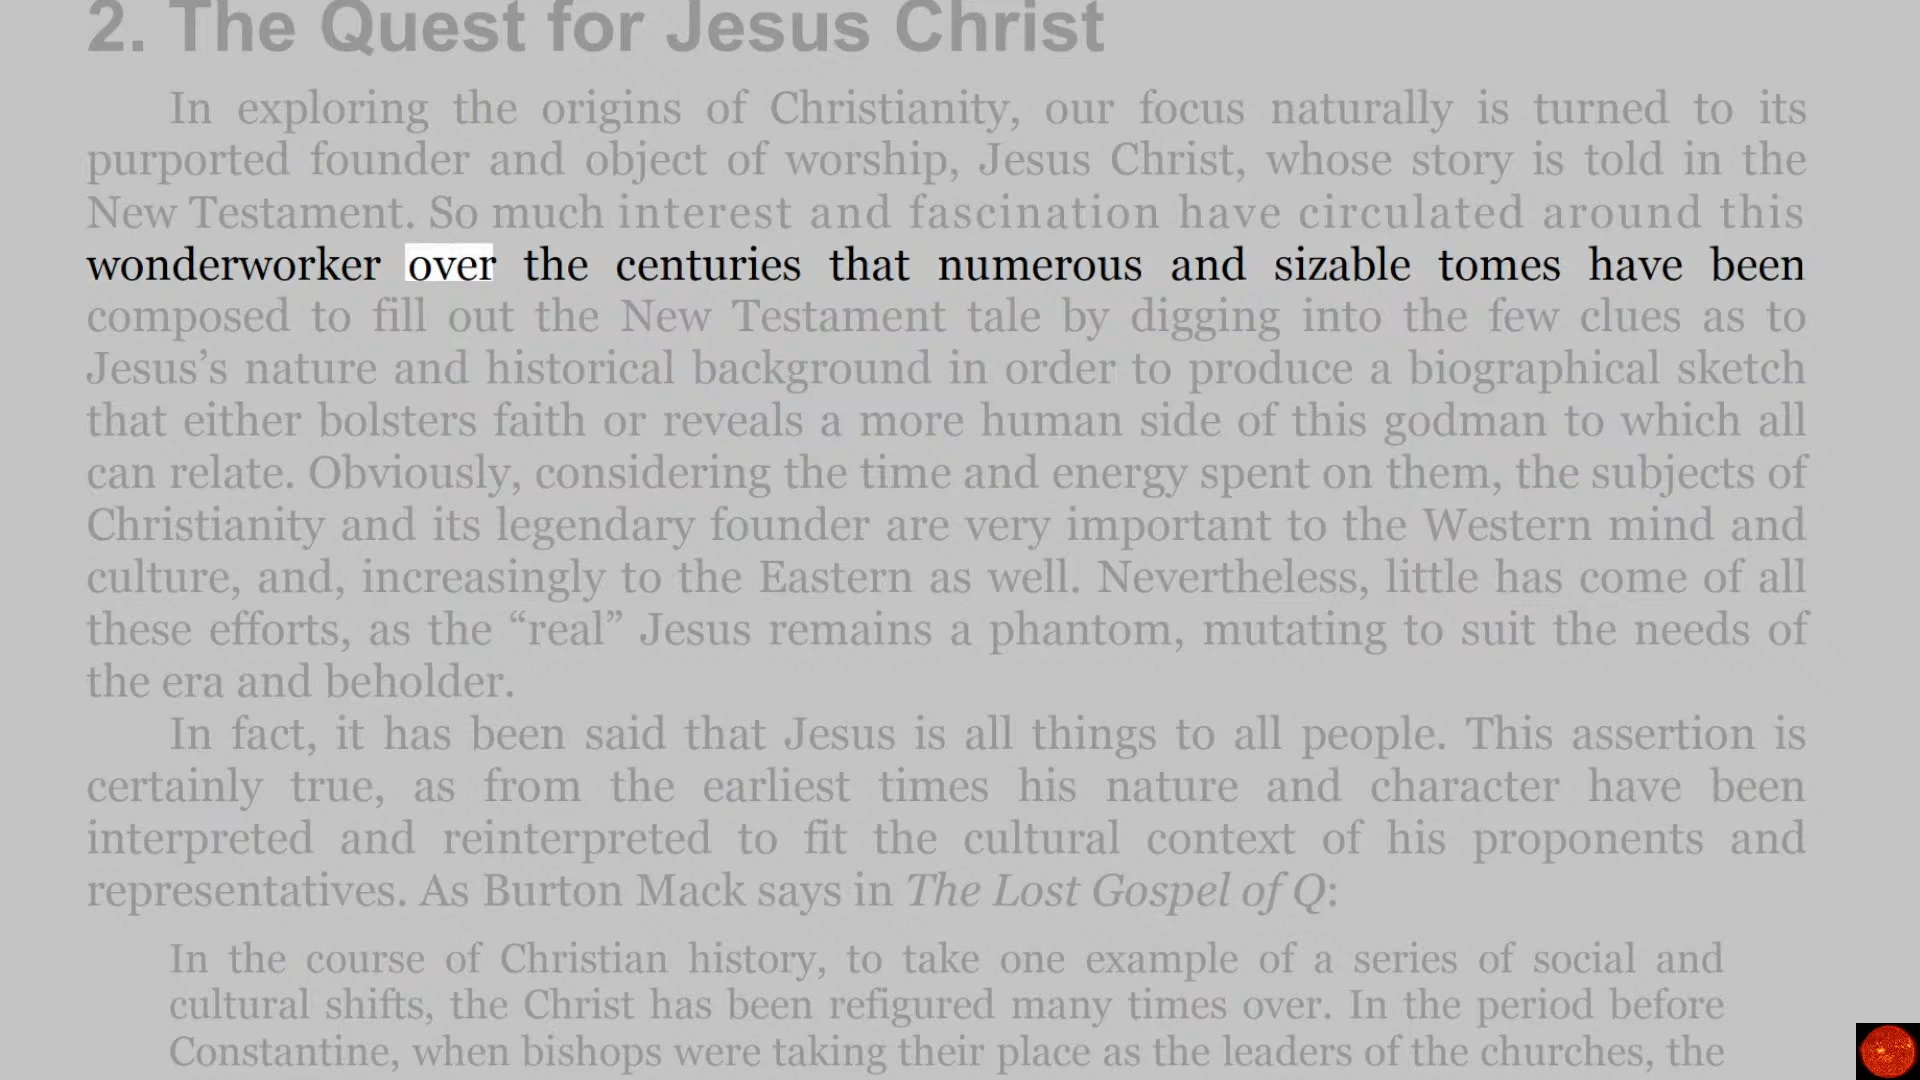 2. The Quest for Jesus Christ
In exploring the origins of Christianity, our focus naturally is turned to its
purported founder and object of worship, Jesus Christ, whose story is told in the
New Testament. So much interest and fascination have circulated around this
wonderworker over the centuries that numerous and sizable tomes have been
composed to fill out the New Testament tale by digging into the few clues as to
Jesus’s nature and historical background in order to produce a biographical sketch
that either bolsters faith or reveals a more human side of this godman to which all
can relate. Obviously, considering the time and energy spent on them, the subjects of
Christianity and its legendary founder are very important to the Western mind and
culture, and, increasingly to the Eastern as well. Nevertheless, little has come of all
these efforts, as the “real” Jesus remains a phantom, mutating to suit the needs of
the era and beholder.
In fact, it has been said that Jesus is all things to all people. This assertion is
certainly true, as from the earliest times his nature and character have been
interpreted and reinterpreted to fit the cultural context of his proponents and
representatives. As Burton Mack says in The Lost Gospel of Q:
In the course of Christian history, to take one example of a series of social and
cultural shifts, the Christ has been refigured many times over. In the period before
Constantine, when bishops were taking their place as the leaders of the churches, the